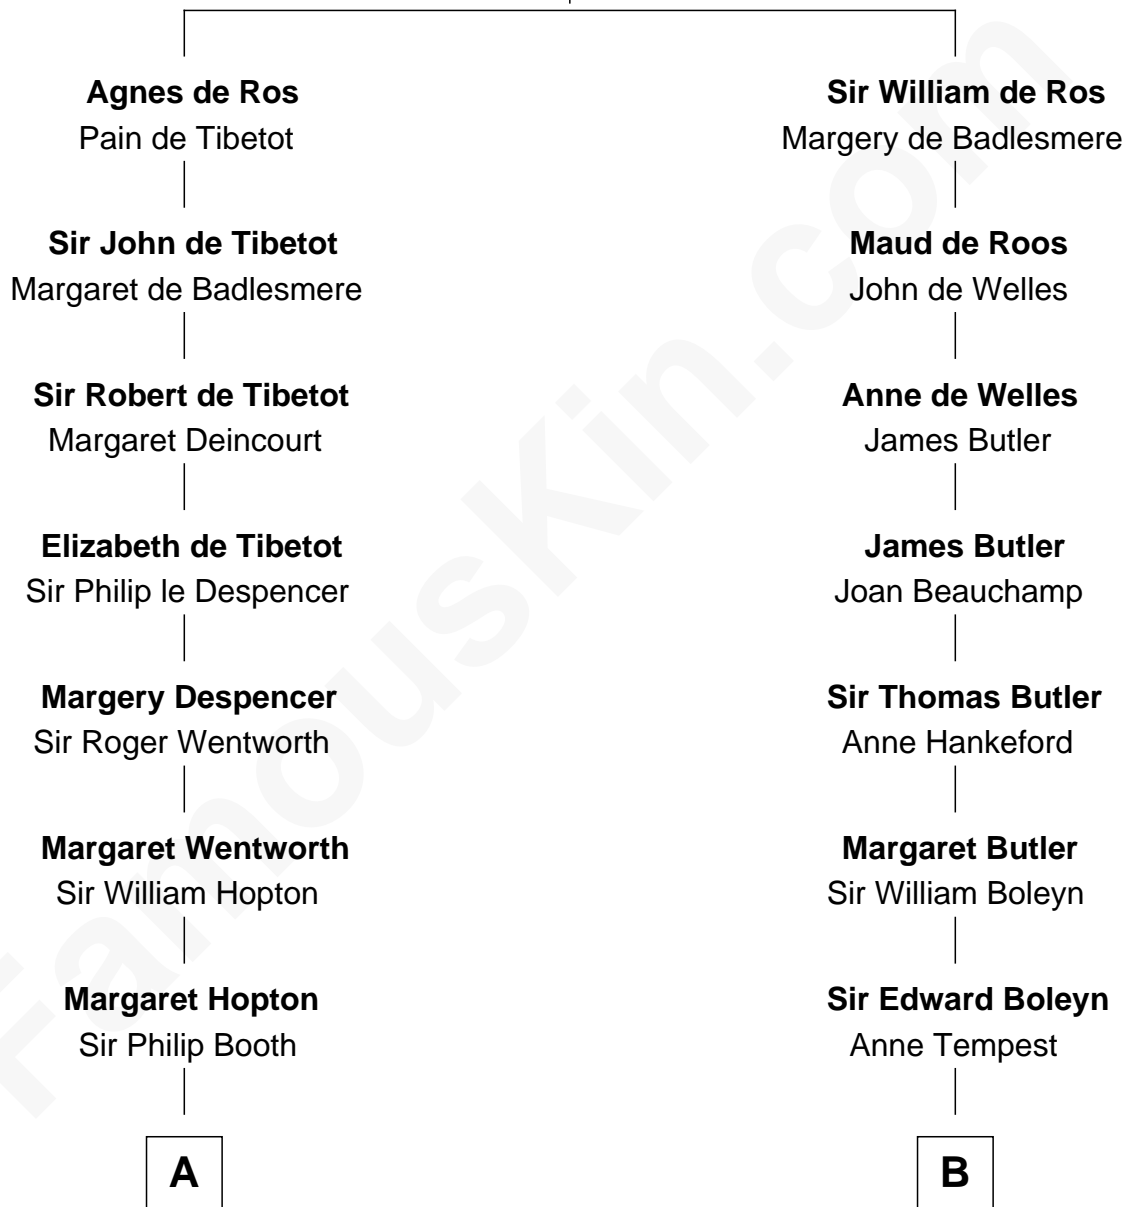 Agnes de Ros
Pain de Tibetot
Sir William de Ros
Margery de Badlesmere
Sir John de Tibetot
Margaret de Badlesmere
Maud de Roos
John de Welles
Sir Robert de Tibetot
Margaret Deincourt
Anne de Welles
James Butler
Elizabeth de Tibetot
Sir Philip le Despencer
James Butler
Joan Beauchamp
Margery Despencer
Sir Roger Wentworth
Sir Thomas Butler
Anne Hankeford
Margaret Wentworth
Sir William Hopton
Margaret Butler
Sir William Boleyn
Margaret Hopton
Sir Philip Booth
Sir Edward Boleyn
Anne Tempest
A
B
FamousKin.com